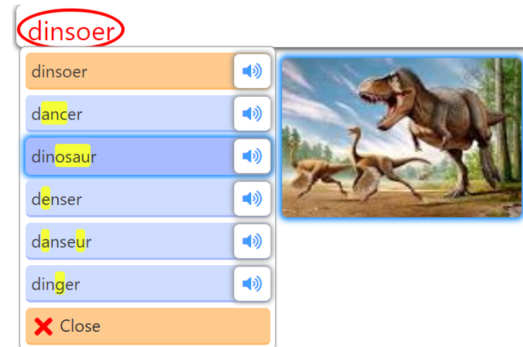 dinsoer
dinsoer
dancer
dinosaur
denser
danseur
dinger
Close